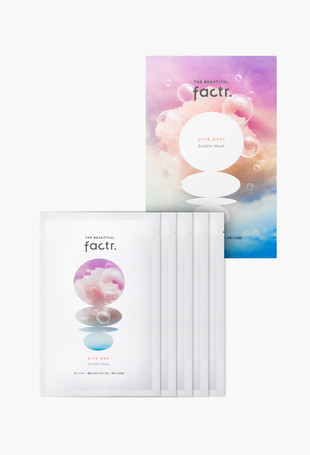 THE BEAUTIFUL
factr.
pink peel
Bubble Mask
THE BEAUTIFUL
factr.
pink peel
Bubble Mask